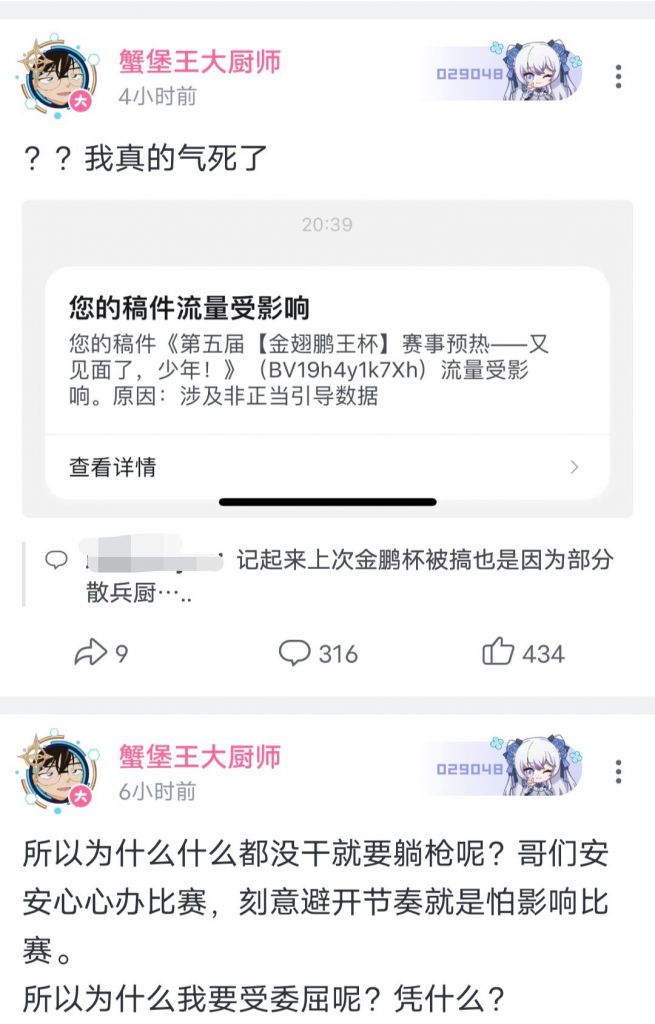 蟹堡王大厨师
029048
4小时前
大
？？我真的气死了
20:39
您的稿件流量受影响
您的稿件《第五届【金翅鹏王杯】赛事预热——又
见面了，少年！》（BV19h4y1k7Xh）流量受影
响。原因：涉及非正当引导数据
查看详情
：记起来上次金鹏杯被搞也是因为部分
散兵厨…..
9
316
434
蟹堡王大厨师
029048
6小时前
大
所以为什么什么都没干就要躺枪呢？哥们安
安心心办比赛，刻意避开节奏就是怕影响比
赛。
所以为什么我要受委屈呢？凭什么？